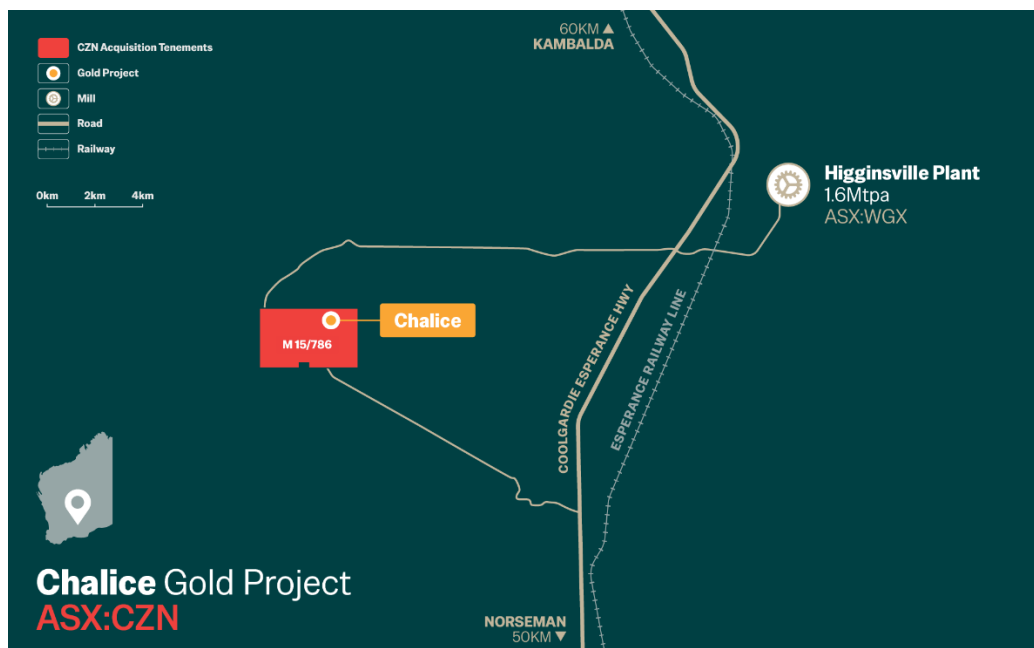 CZN Acquisition Tenements
Gold Project
Mill
Road
Railway
0km 2km 4km
60KM ▲
KAMBALDA
Higginsville Plant
1.6Mtpa
ASX:WGX
Chalice
M 15/786
COOLGARDIE ESPERANCE HWY
ESPERANCE RAILWAY LINE
Chalice Gold Project
ASX:CZN
NORSEMAN
50KM ▼